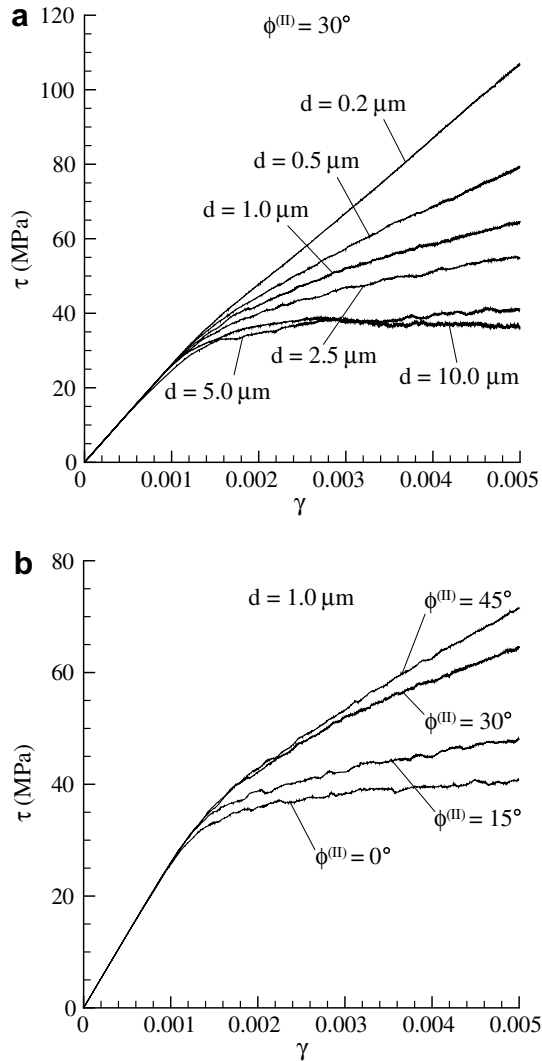 a
ϕ(II) = 30°
120
100
80
60
40
20
0
τ (MPa)
d = 0.2 μm
d = 0.5 μm
d = 1.0 μm
d = 2.5 μm
d = 5.0 μm
d = 10.0 μm
0 0.001 0.002 0.003 0.004 0.005
γ
b
d = 1.0 μm
80
60
40
20
0
τ (MPa)
ϕ(II) = 45°
ϕ(II) = 30°
ϕ(II) = 15°
ϕ(II) = 0°
0 0.001 0.002 0.003 0.004 0.005
γ